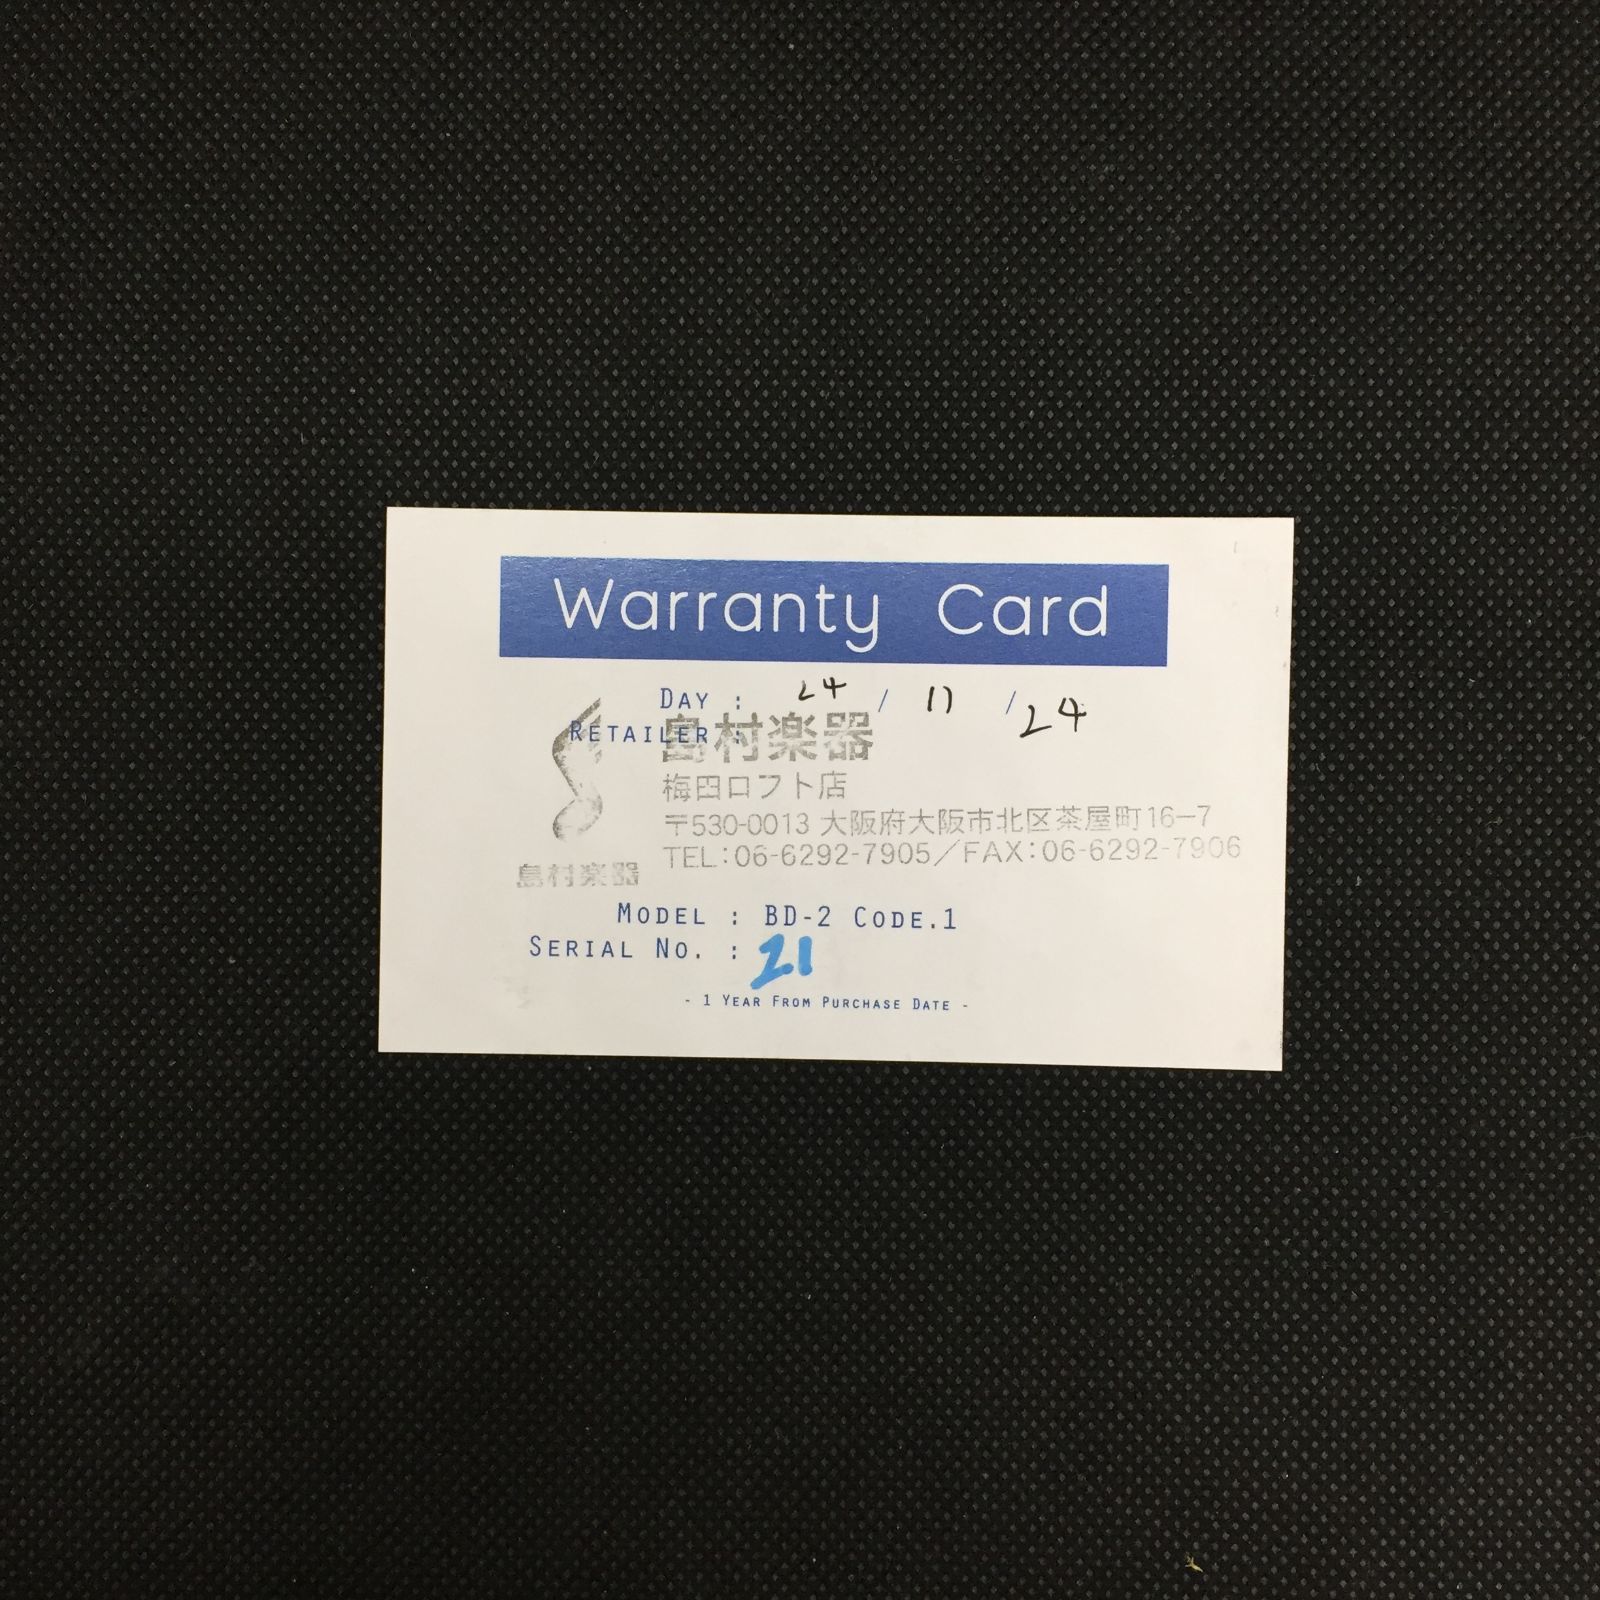 Warranty Card
DAY : 24 / 11 / 24
RETAILER :
島村楽器
梅田ロフト店
〒530-0013 大阪府大阪市北区茶屋町16-7
TEL:06-6292-7905/FAX:06-6292-7906
島村楽器
MODEL : BD-2 CODE.1
SERIAL NO. : 21
- 1 YEAR FROM PURCHASE DATE -